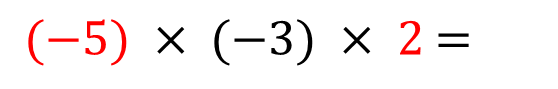 (−5) × (−3) × 2 =